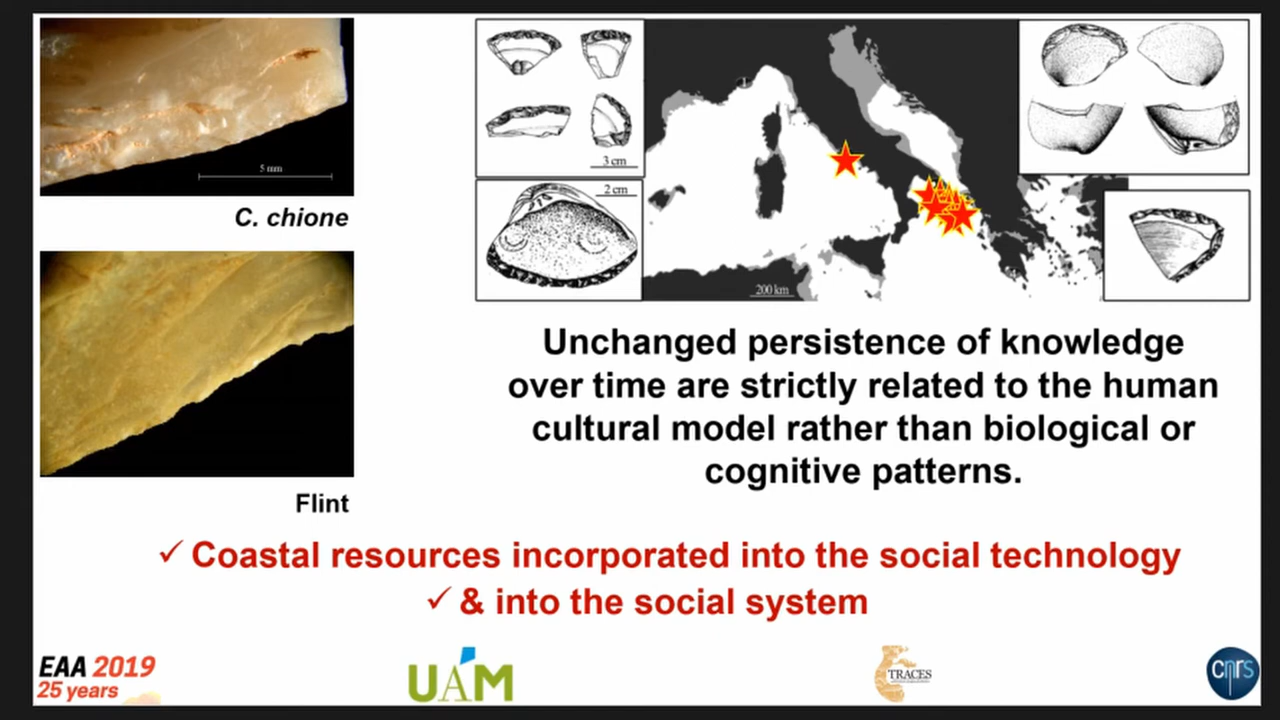 5 mm
C. chione
Flint
3 cm
2 cm
200 km
Unchanged persistence of knowledge
over time are strictly related to the human
cultural model rather than biological or
cognitive patterns.
✓ Coastal resources incorporated into the social technology
✓ & into the social system
EAA 2019
25 years
UAM
TRACES
cnrs